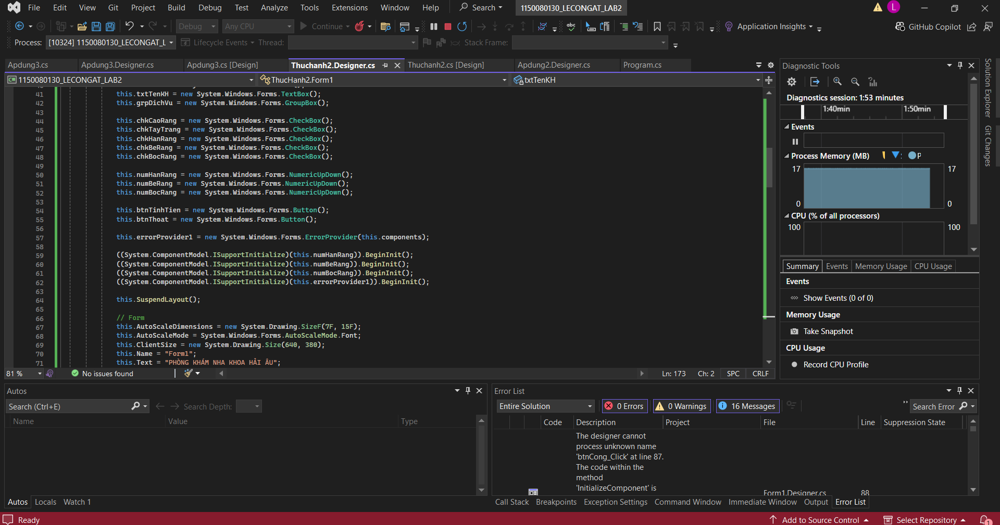 File Edit View Git Project Build Debug Test Analyze Tools Extensions Window Help Search 1150080130_LECONGAT_LAB2 L
Debug Any CPU Continue Application Insights GitHub Copilot
Process: [10324] 1150080130_LECONGAT_L Lifecycle Events Thread: Stack Frame:
Apdung3.cs Apdung3.Designer.cs Apdung3.cs [Design] Thuchanh2.Designer.cs Thuchanh2.cs [Design] Apdung2.Designer.cs Program.cs
1150080130_LECONGAT_LAB2 ThucHanh2.Form1 txtTenKH
41 this.txtTenKH = new System.Windows.Forms.TextBox();
42 this.grpDichVu = new System.Windows.Forms.GroupBox();
43
44 this.chkCaoRang = new System.Windows.Forms.CheckBox();
45 this.chkTayTrang = new System.Windows.Forms.CheckBox();
46 this.chkHanRang = new System.Windows.Forms.CheckBox();
47 this.chkBeRang = new System.Windows.Forms.CheckBox();
48 this.chkBocRang = new System.Windows.Forms.CheckBox();
49
50 this.numHanRang = new System.Windows.Forms.NumericUpDown();
51 this.numBeRang = new System.Windows.Forms.NumericUpDown();
52 this.numBocRang = new System.Windows.Forms.NumericUpDown();
53
54 this.btnTinhTien = new System.Windows.Forms.Button();
55 this.btnThoat = new System.Windows.Forms.Button();
56
57 this.errorProvider1 = new System.Windows.Forms.ErrorProvider(this.components);
58
59 ((System.ComponentModel.ISupportInitialize)(this.numHanRang)).BeginInit();
60 ((System.ComponentModel.ISupportInitialize)(this.numBeRang)).BeginInit();
61 ((System.ComponentModel.ISupportInitialize)(this.numBocRang)).BeginInit();
62 ((System.ComponentModel.ISupportInitialize)(this.errorProvider1)).BeginInit();
63
64 this.SuspendLayout();
65
66 // Form
67 this.AutoScaleDimensions = new System.Drawing.SizeF(7F, 15F);
68 this.AutoScaleMode = System.Windows.Forms.AutoScaleMode.Font;
69 this.ClientSize = new System.Drawing.Size(640, 380);
70 this.Name = "Form1";
71 this.Text = "PHÒNG KHÁM NHA KHOA HẢI ÂU";
81 % No issues found Ln: 173 Ch: 2 SPC CRLF
Diagnostic Tools
Diagnostics session: 1:53 minutes
1:40min 1:50min
Events
Process Memory (MB) P
17 17
0 0
CPU (% of all processors)
100 100
Summary Events Memory Usage CPU Usage
Events
Show Events (0 of 0)
Memory Usage
Take Snapshot
CPU Usage
Record CPU Profile
Solution Explorer
Git Changes
Autos
Search (Ctrl+E) Search Depth:
Name Value Type
Autos Locals Watch 1
Error List
Entire Solution 0 Errors 0 Warnings 16 Messages Search Error
Code Description Project File Line Suppression State
The designer cannot
process unknown name
'btnCong_Click' at line 87.
The code within the
method
'InitializeComponent' is
Form1.Designer.cs 88
Call Stack Breakpoints Exception Settings Command Window Immediate Window Output Error List
Ready Add to Source Control Select Repository 1